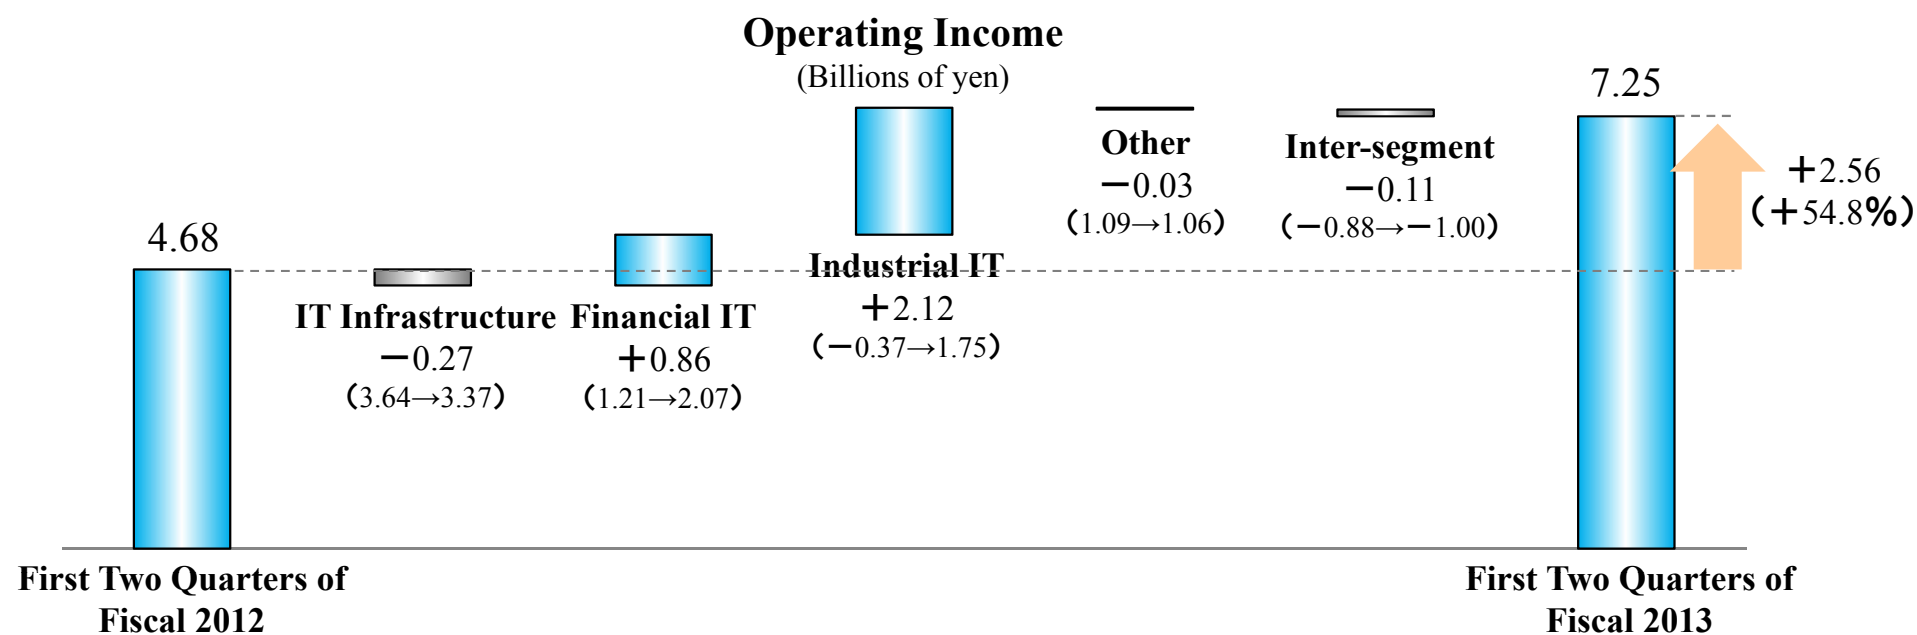 Operating Income
(Billions of yen)
4.68
IT Infrastructure
－0.27
（3.64→3.37）
Financial IT
＋0.86
（1.21→2.07）
Industrial IT
＋2.12
（－0.37→1.75）
Other
－0.03
（1.09→1.06）
Inter-segment
－0.11
（－0.88→－1.00）
7.25
＋2.56
（＋54.8％）
First Two Quarters of
Fiscal 2012
First Two Quarters of
Fiscal 2013